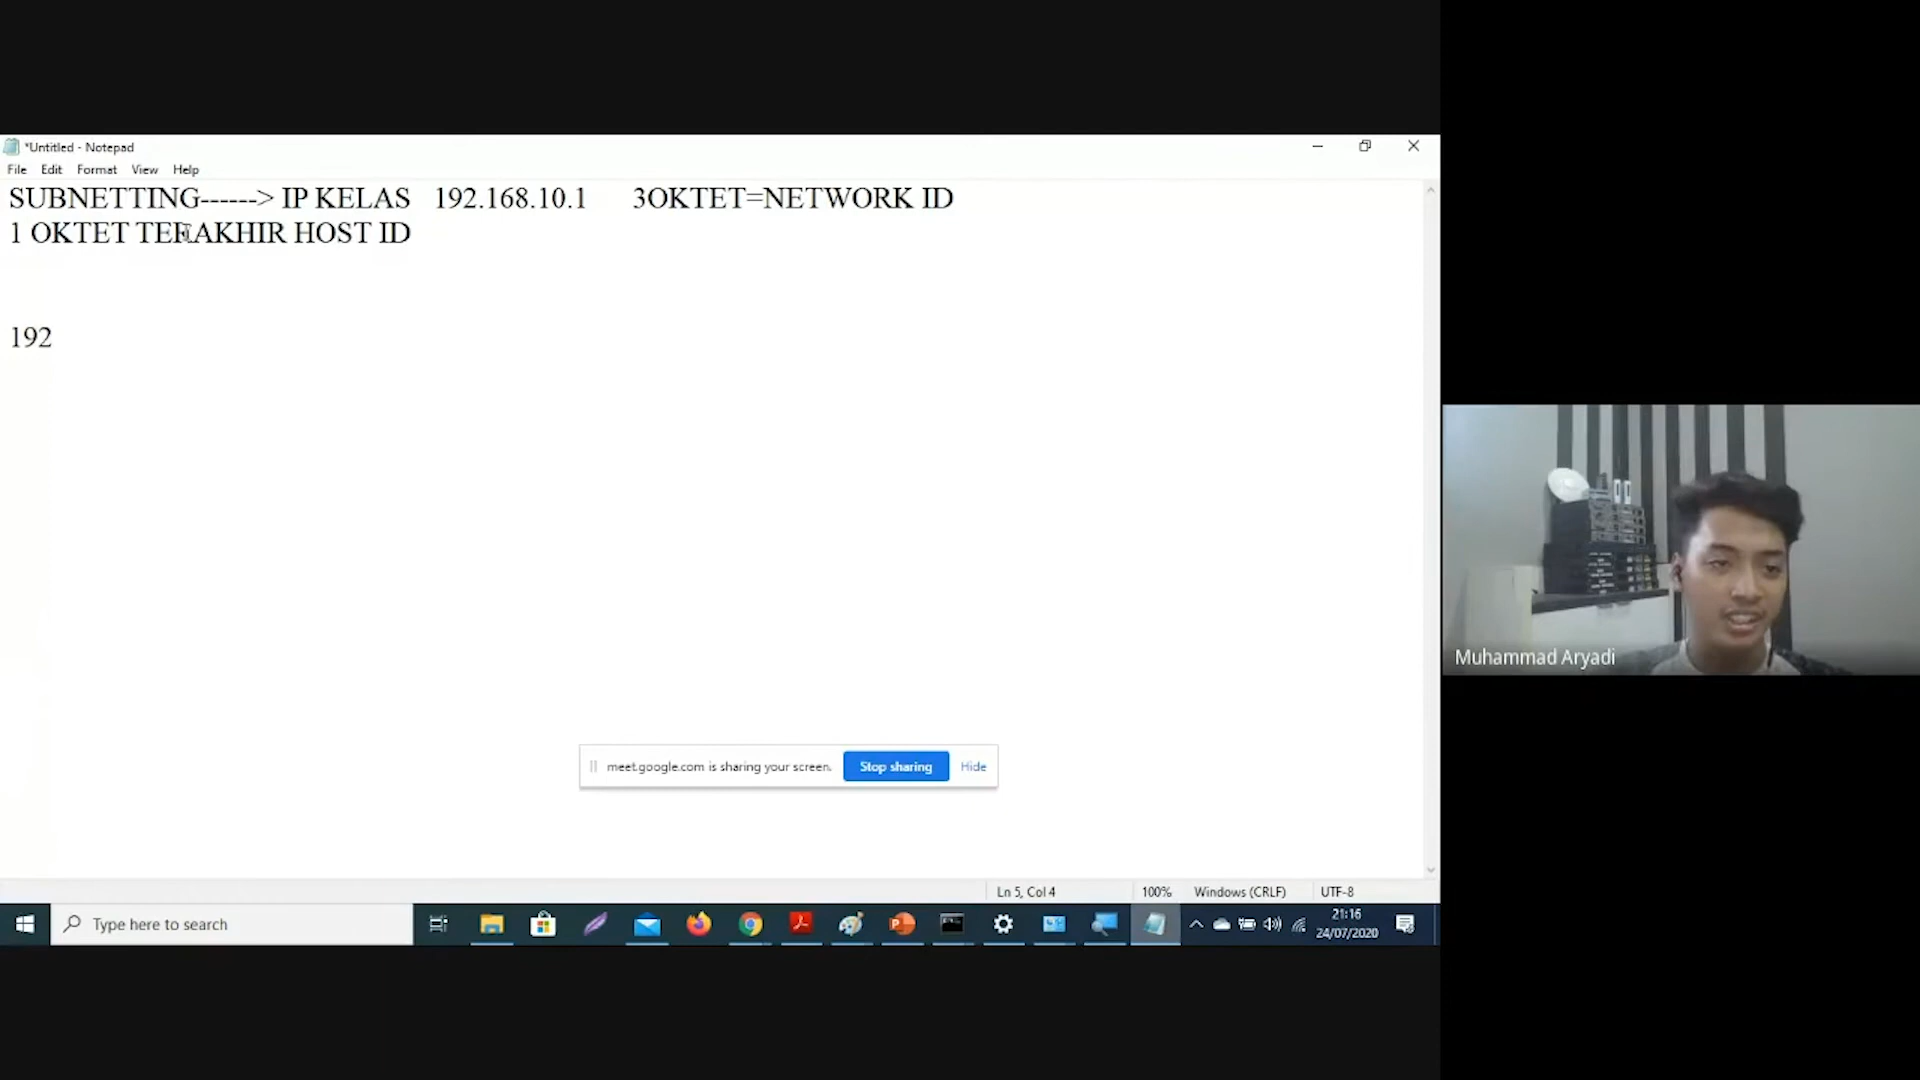 *Untitled - Notepad
File Edit Format View Help
SUBNETTING------> IP KELAS 192.168.10.1 3OKTET=NETWORK ID
1 OKTET TERAKHIR HOST ID
192
meet.google.com is sharing your screen. Stop sharing Hide
Muhammad Aryadi
Ln 5, Col 4 100% Windows (CRLF) UTF-8
Type here to search
21:16
24/07/2020